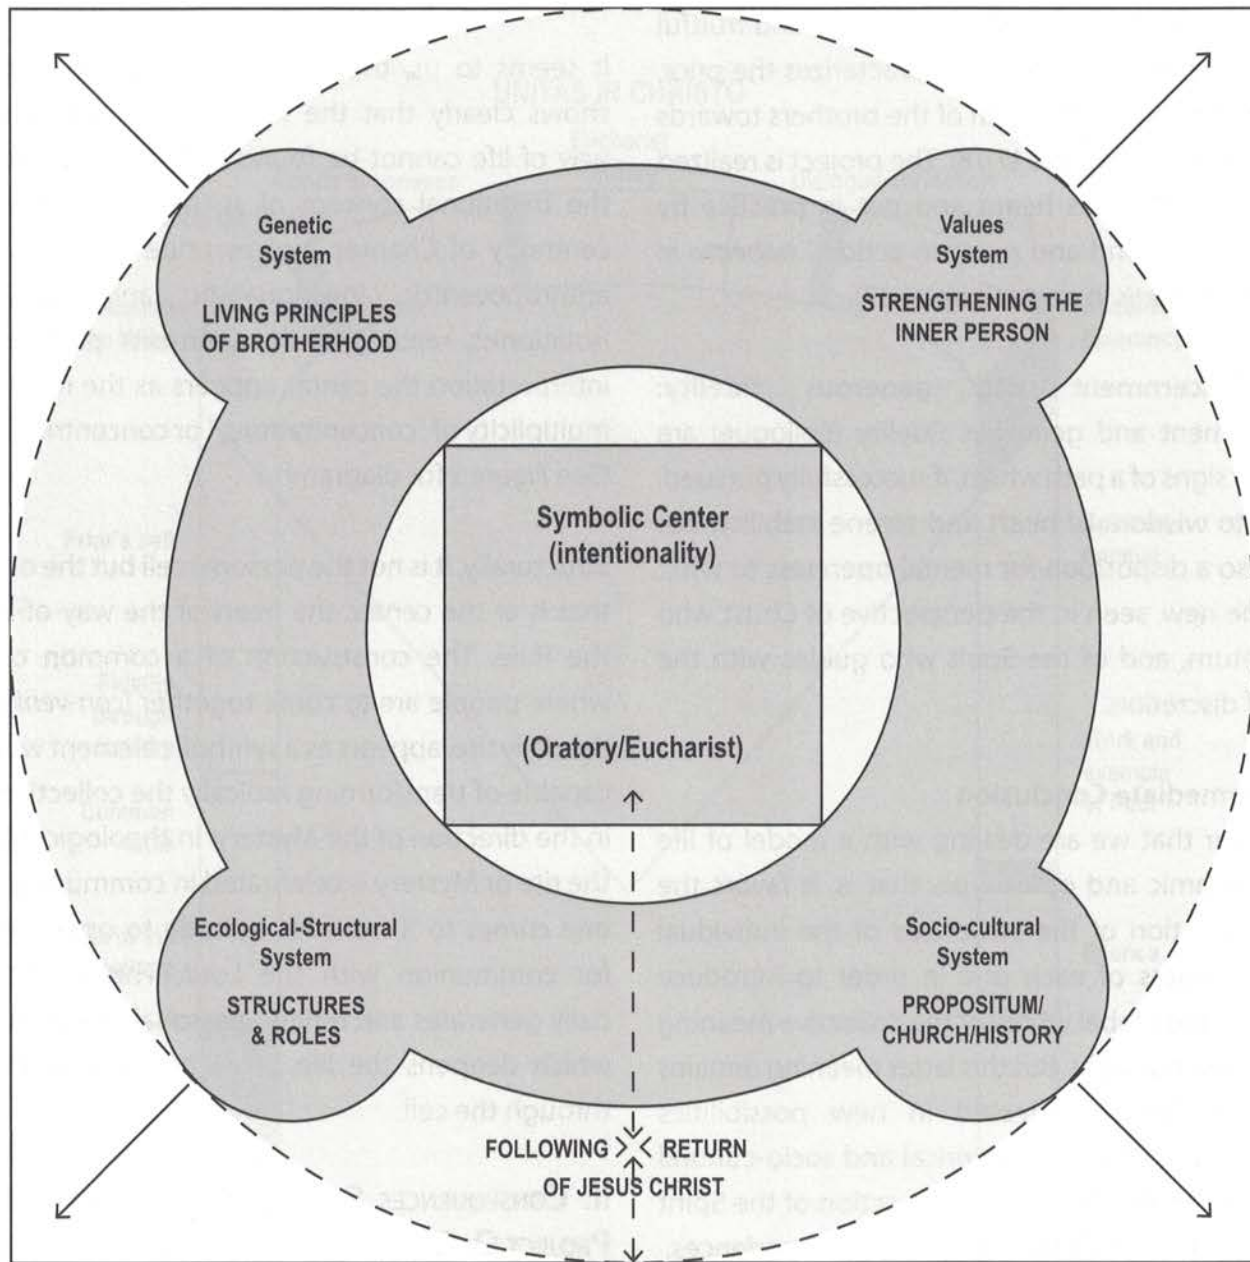 Genetic
System
LIVING PRINCIPLES
OF BROTHERHOOD
Values
System
STRENGTHENING THE
INNER PERSON
Symbolic Center
(intentionality)
(Oratory/Eucharist)
Ecological-Structural
System
STRUCTURES
& ROLES
Socio-cultural
System
PROPOSITUM/
CHURCH/HISTORY
FOLLOWING RETURN
OF JESUS CHRIST